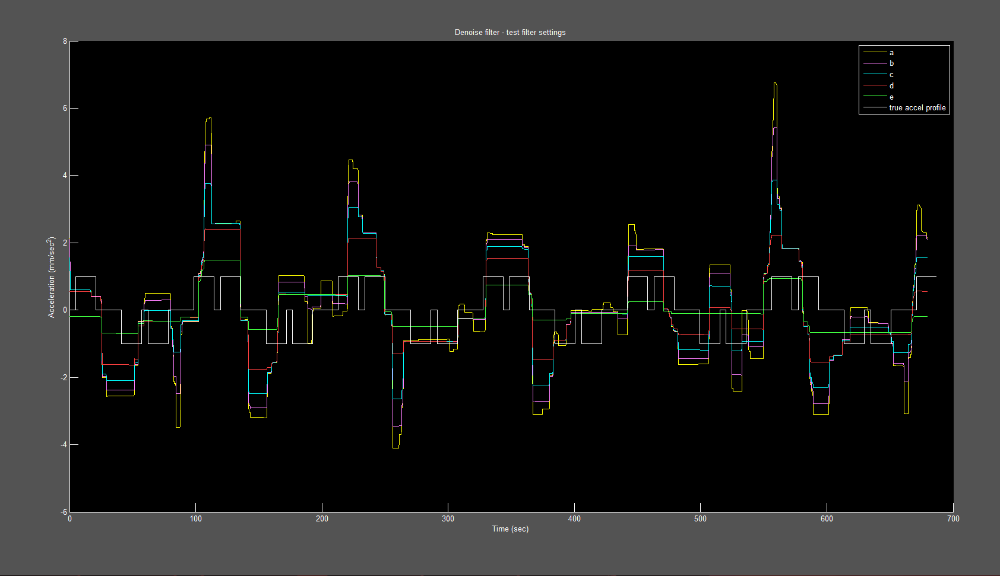 Denoise filter - test filter settings
8
6
4
2
0
-2
-4
-6
Acceleration (mm/sec²)
0 100 200 300 400 500 600 700
Time (sec)
a
b
c
d
e
true accel profile